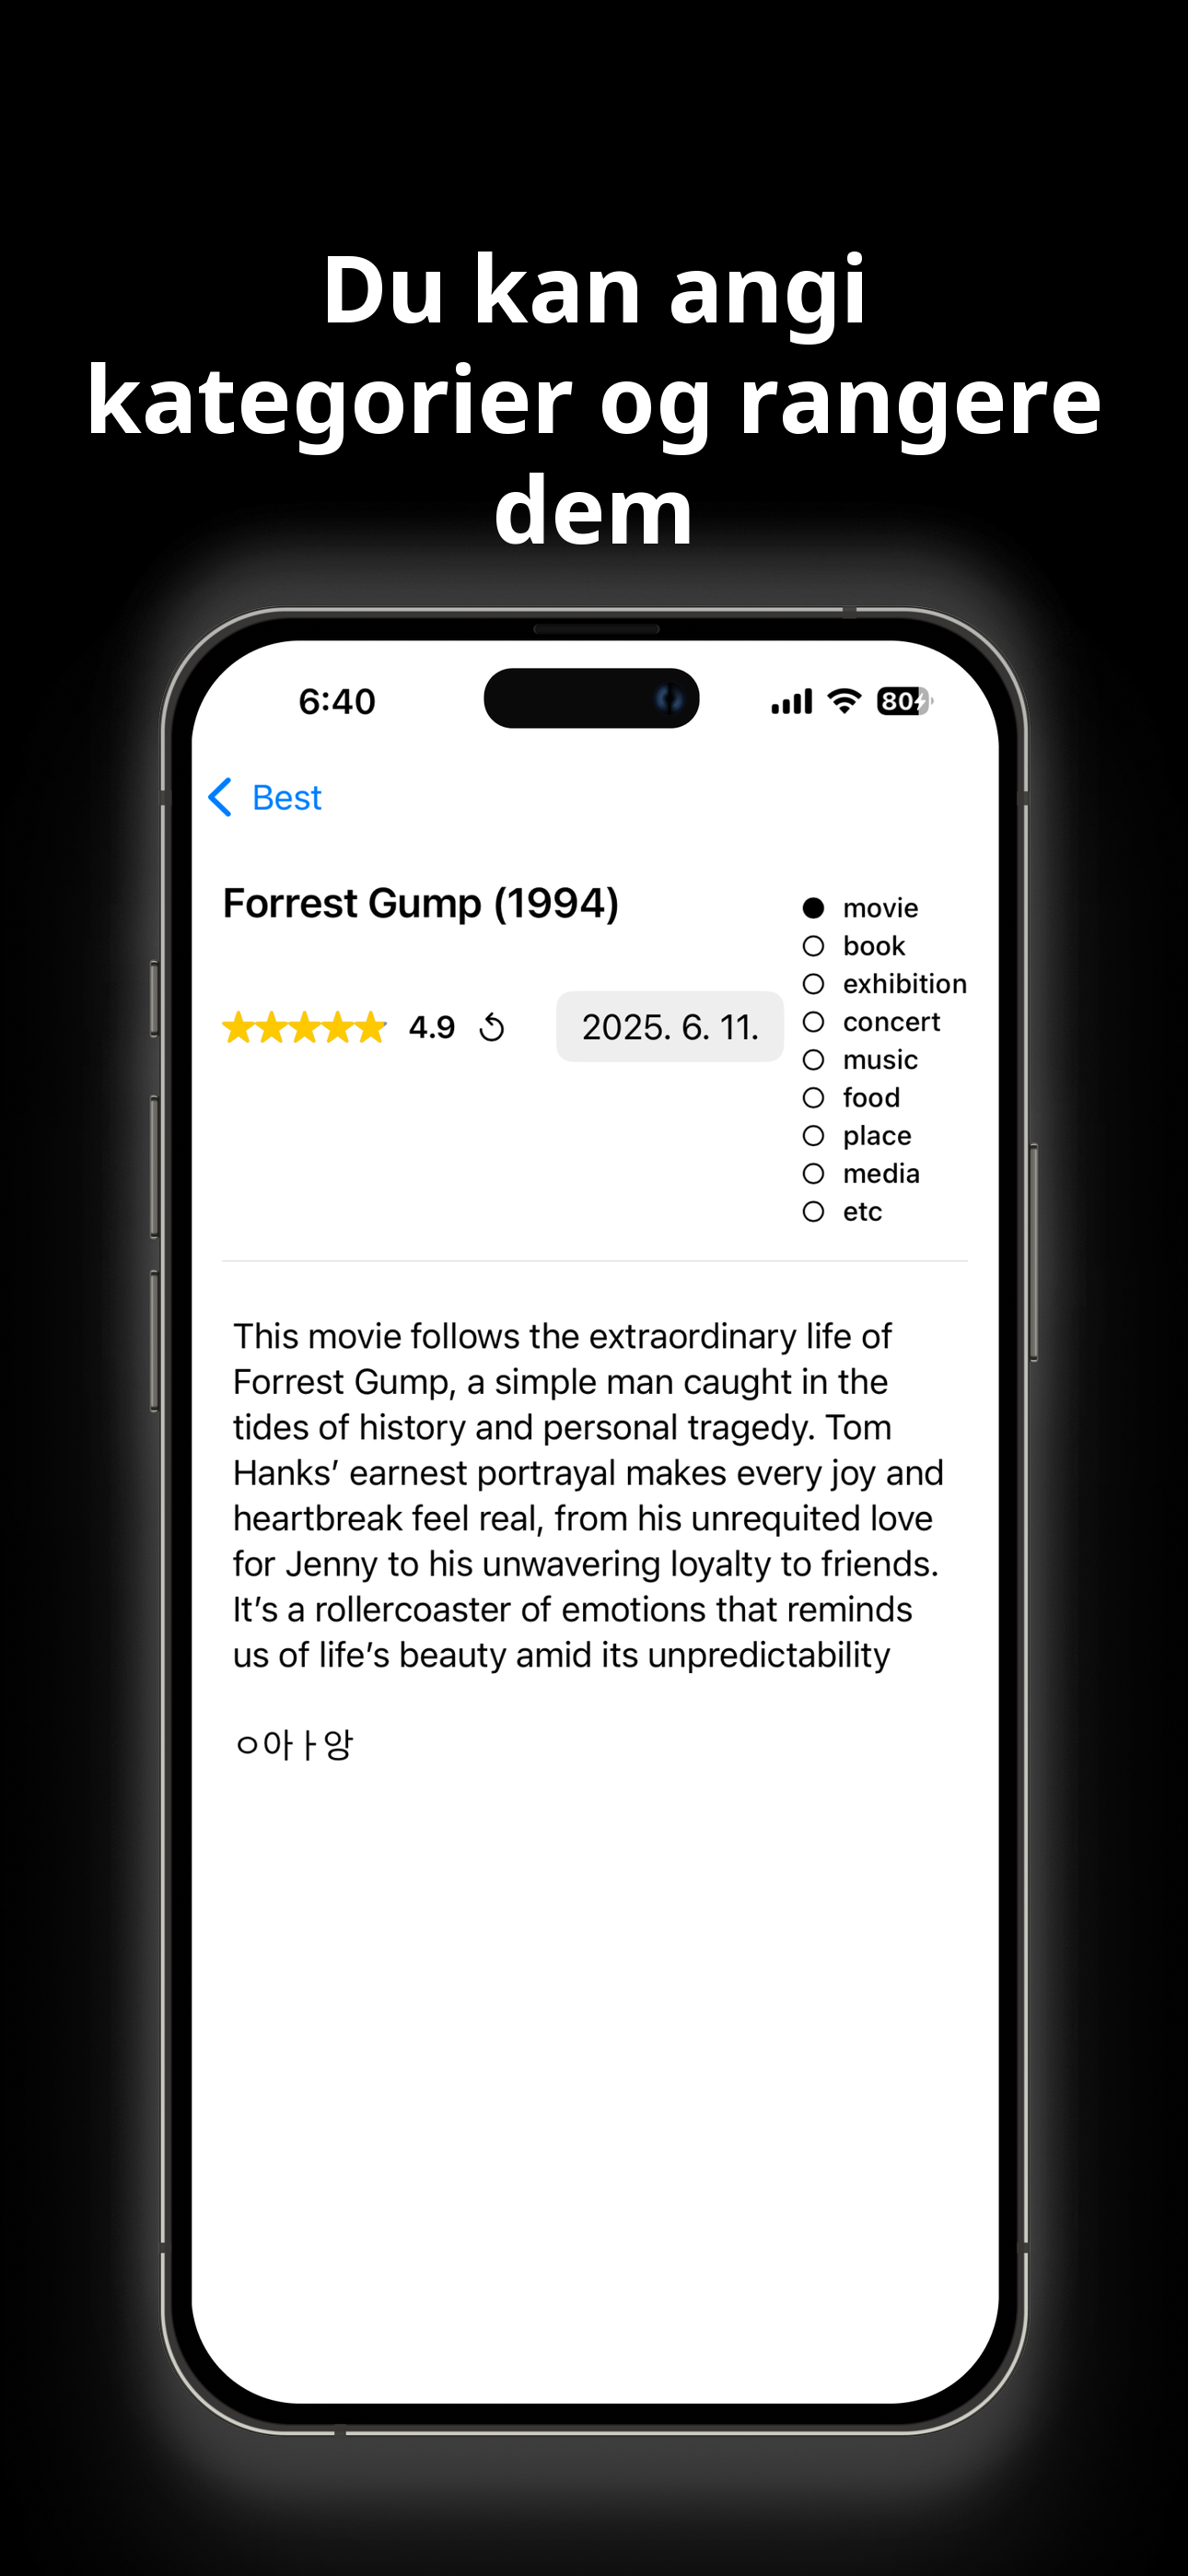 Du kan angi
kategorier og rangere
dem
6:40
80
Best
Forrest Gump (1994)
4.9
2025. 6. 11.
movie
book
exhibition
concert
music
food
place
media
etc
This movie follows the extraordinary life of
Forrest Gump, a simple man caught in the
tides of history and personal tragedy. Tom
Hanks’ earnest portrayal makes every joy and
heartbreak feel real, from his unrequited love
for Jenny to his unwavering loyalty to friends.
It’s a rollercoaster of emotions that reminds
us of life’s beauty amid its unpredictability
ㅇ아ㅏ앙